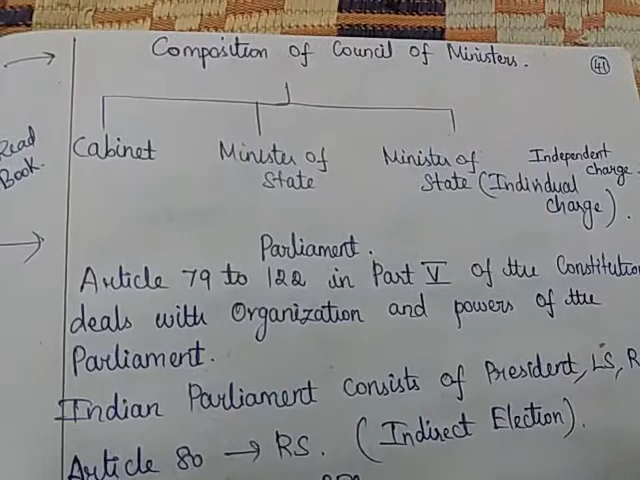 Composition of Council of Ministers. 41
Read Book.
Cabinet
Minister of State
Minister of State (Individual charge).
Independent charge.
Parliament.
Article 79 to 122 in Part V of the Constitution
deals with Organization and powers of the
Parliament.
Indian Parliament consists of President, LS, R
Article 80 → RS. (Indirect Election).